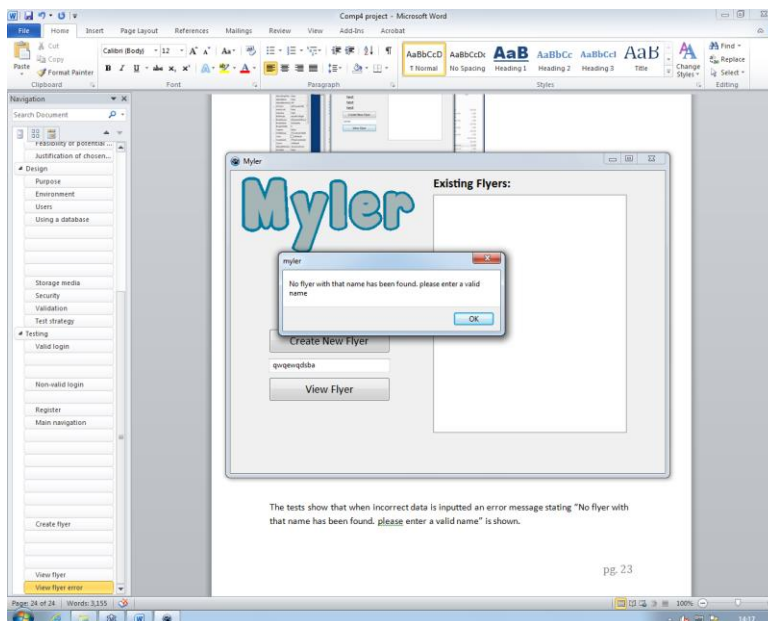 Comp4 project - Microsoft Word
File Home Insert Page Layout References Mailings Review View Add-Ins Acrobat
Cut
Copy
Format Painter
Paste
Clipboard
Calibri (Body) 12
Font
Paragraph
AaBbCcD AaBbCcDc AaB AaBbCc AaBbCcI AaB
¶ Normal No Spacing Heading 1 Heading 2 Heading 3 Title
Change Styles
Styles
Find
Replace
Select
Editing
Navigation
Search Document
Feasibility of potential ...
Justification of chosen...
Design
Purpose
Environment
Users
Using a database
Storage media
Security
Validation
Test strategy
Testing
Valid login
Non-valid login
Register
Main navigation
Create flyer
View flyer
View flyer error
Myler
Myler
Existing Flyers:
myler
No flyer with that name has been found. please enter a valid
name
OK
Create New Flyer
qwqewqdsba
View Flyer
The tests show that when incorrect data is inputted an error message stating “No flyer with
that name has been found. please enter a valid name” is shown.
pg. 23
Page: 24 of 24 Words: 3,155
100%
14:17